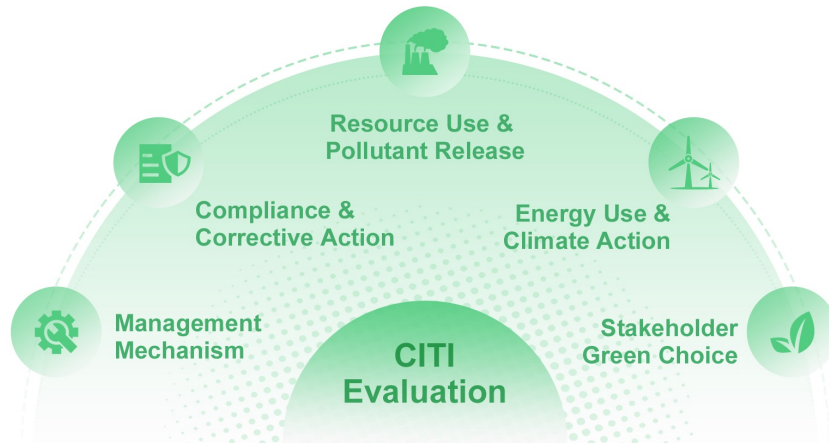 Resource Use &
Pollutant Release
Compliance &
Corrective Action
Energy Use &
Climate Action
Management
Mechanism
Stakeholder
Green Choice
CITI
Evaluation